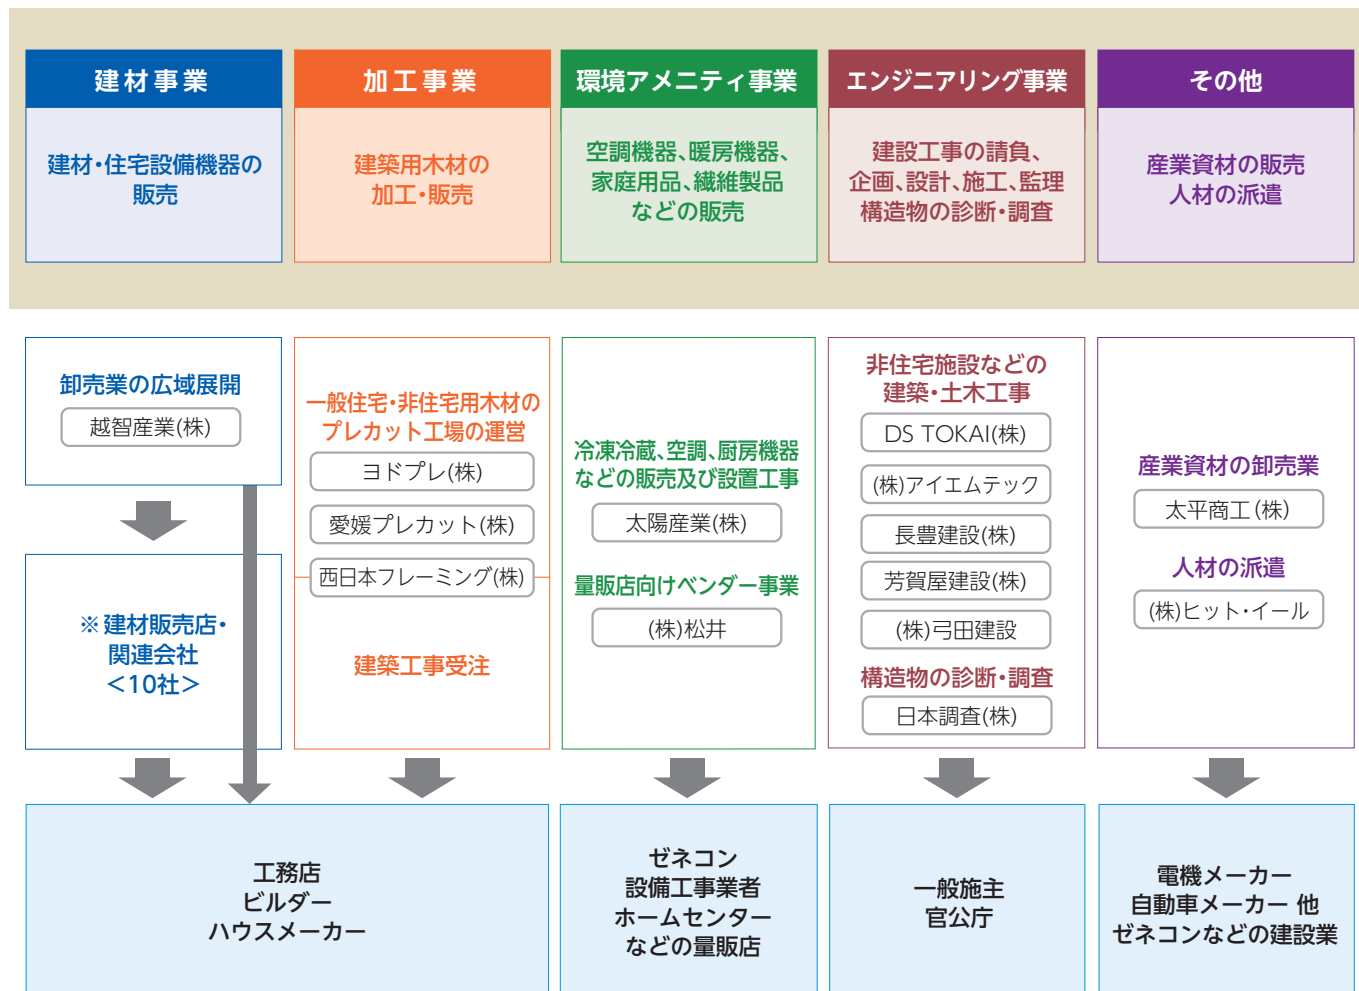 建材事業
建材・住宅設備機器の
販売
加工事業
建築用木材の
加工・販売
環境アメニティ事業
空調機器、暖房機器、
家庭用品、繊維製品
などの販売
エンジニアリング事業
建設工事の請負、
企画、設計、施工、監理
構造物の診断・調査
その他
産業資材の販売
人材の派遣
卸売業の広域展開
越智産業(株)
※建材販売店・
関連会社
＜10社＞
一般住宅・非住宅用木材の
プレカット工場の運営
ヨドプレ(株)
愛媛プレカット(株)
西日本フレーミング(株)
建築工事受注
冷凍冷蔵、空調、厨房機器
などの販売及び設置工事
太陽産業(株)
量販店向けベンダー事業
(株)松井
非住宅施設などの
建築・土木工事
DS TOKAI(株)
(株)アイエムテック
長豊建設(株)
芳賀屋建設(株)
(株)弓田建設
構造物の診断・調査
日本調査(株)
産業資材の卸売業
太平商工(株)
人材の派遣
(株)ヒット・イール
工務店
ビルダー
ハウスメーカー
ゼネコン
設備工事業者
ホームセンター
などの量販店
一般施主
官公庁
電機メーカー
自動車メーカー 他
ゼネコンなどの建設業